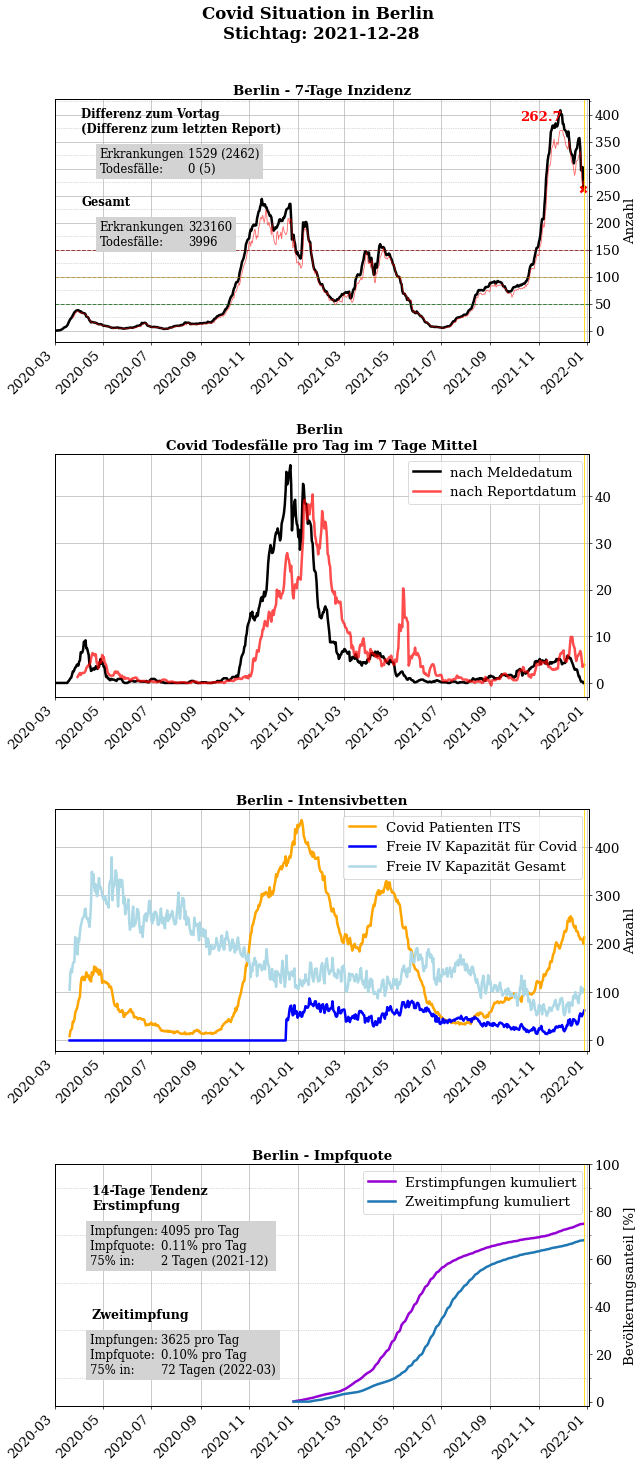 Covid Situation in Berlin
Stichtag: 2021-12-28
Berlin - 7-Tage Inzidenz
Differenz zum Vortag
(Differenz zum letzten Report)
Erkrankungen 1529 (2462)
Todesfälle: 0 (5)
Gesamt
Erkrankungen 323160
Todesfälle: 3996
262.7
400
350
300
250
200
150
100
50
0
Anzahl
2020-03
2020-05
2020-07
2020-09
2020-11
2021-01
2021-03
2021-05
2021-07
2021-09
2021-11
2022-01
Berlin
Covid Todesfälle pro Tag im 7 Tage Mittel
nach Meldedatum
nach Reportdatum
40
30
20
10
0
2020-03
2020-05
2020-07
2020-09
2020-11
2021-01
2021-03
2021-05
2021-07
2021-09
2021-11
2022-01
Berlin - Intensivbetten
Covid Patienten ITS
Freie IV Kapazität für Covid
Freie IV Kapazität Gesamt
400
300
200
100
0
Anzahl
2020-03
2020-05
2020-07
2020-09
2020-11
2021-01
2021-03
2021-05
2021-07
2021-09
2021-11
2022-01
Berlin - Impfquote
14-Tage Tendenz
Erstimpfung
Impfungen: 4095 pro Tag
Impfquote: 0.11% pro Tag
75% in: 2 Tagen (2021-12)
Zweitimpfung
Impfungen: 3625 pro Tag
Impfquote: 0.10% pro Tag
75% in: 72 Tagen (2022-03)
Erstimpfungen kumuliert
Zweitimpfung kumuliert
100
80
60
40
20
0
Bevölkerungsanteil [%]
2020-03
2020-05
2020-07
2020-09
2020-11
2021-01
2021-03
2021-05
2021-07
2021-09
2021-11
2022-01